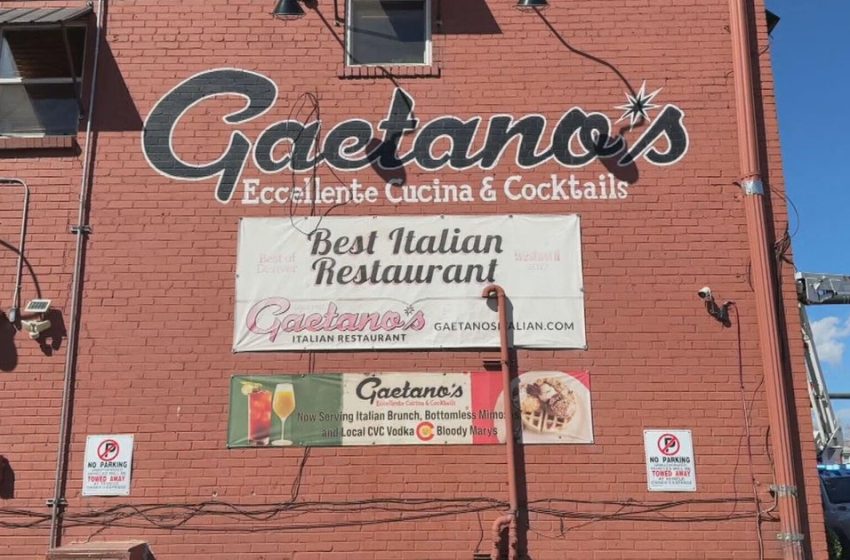 Gaetano's
Eccellente Cucina & Cocktails
Best Italian
Restaurant
Best of
Denver
2017
Gaetano's
ITALIAN RESTAURANT
GAETANOSITALIAN.COM
Gaetano's
Eccellente Cucina & Cocktails
Now Serving Italian Brunch, Bottomless Mimosas
and Local CVC Vodka Bloody Marys
NO PARKING
TOWED AWAY
NO PARKING
TOWED AWAY